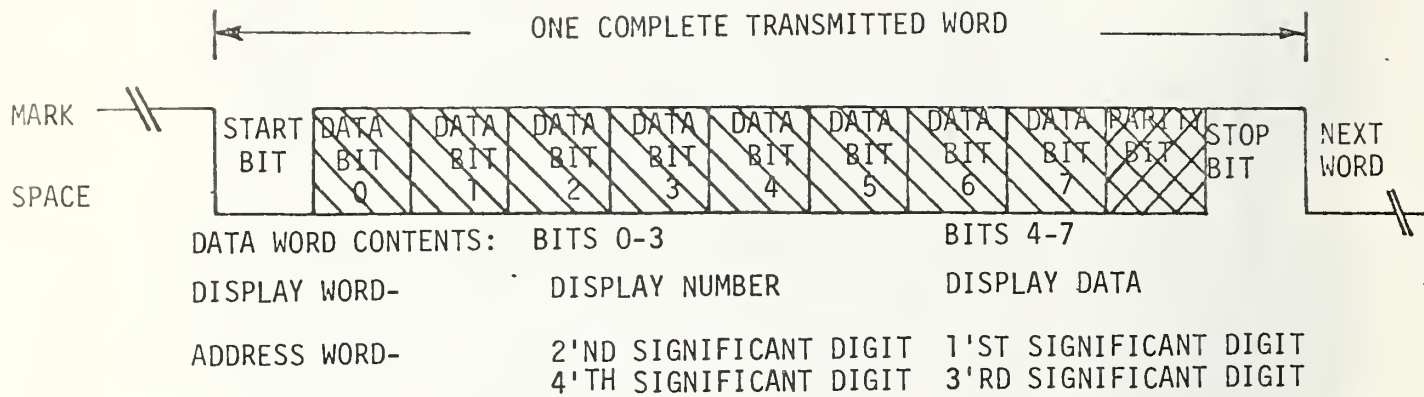 ONE COMPLETE TRANSMITTED WORD
MARK
SPACE
START BIT
DATA BIT 0
DATA BIT 1
DATA BIT 2
DATA BIT 3
DATA BIT 4
DATA BIT 5
DATA BIT 6
DATA BIT 7
PARITY BIT
STOP BIT
NEXT WORD
DATA WORD CONTENTS: BITS 0-3 BITS 4-7
DISPLAY WORD- DISPLAY NUMBER DISPLAY DATA
ADDRESS WORD- 2'ND SIGNIFICANT DIGIT 1'ST SIGNIFICANT DIGIT
4'TH SIGNIFICANT DIGIT 3'RD SIGNIFICANT DIGIT